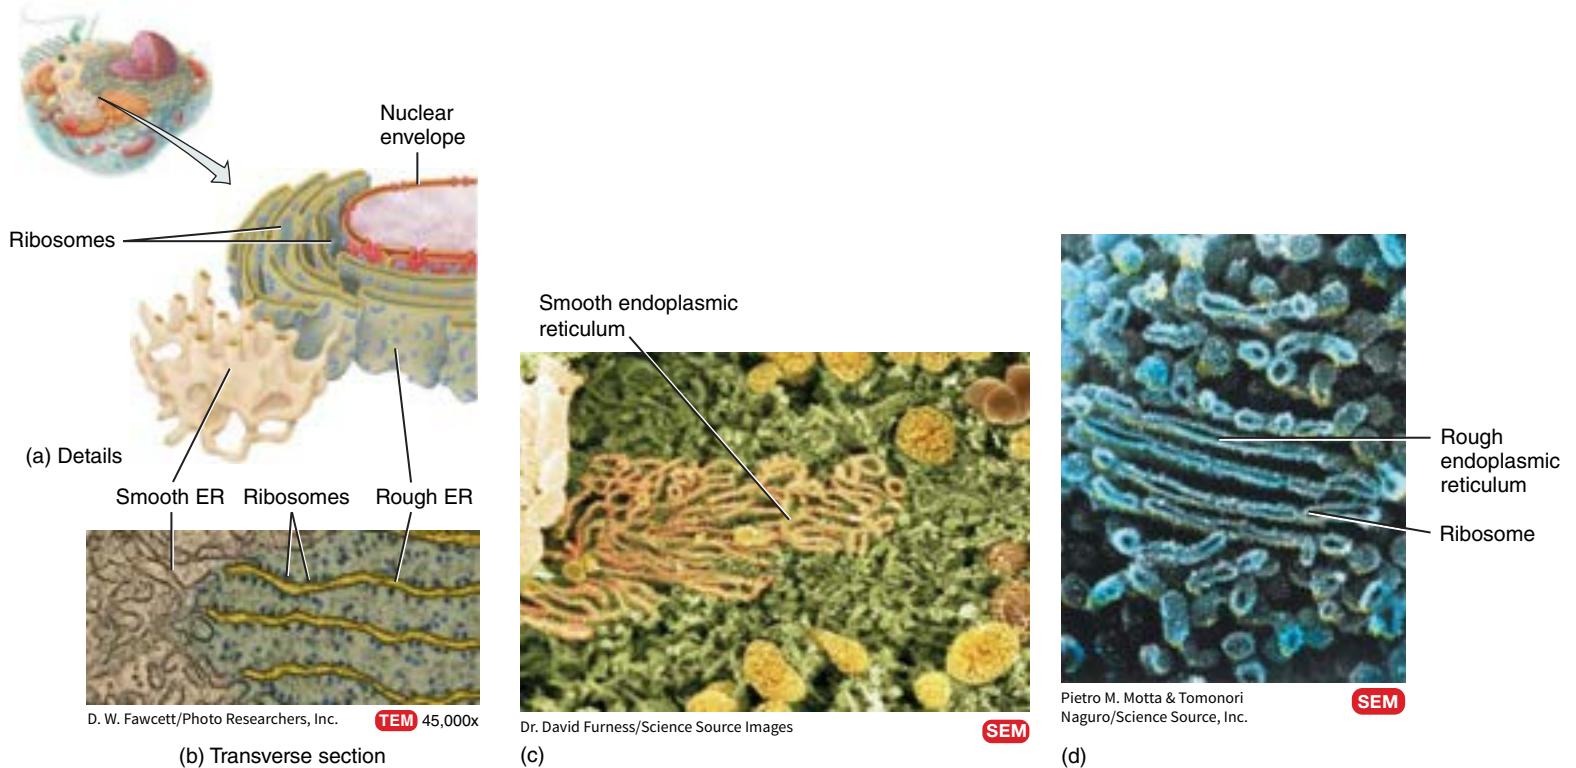 Nuclear
envelope
Ribosomes
(a) Details
Smooth ER
Ribosomes
Rough ER
D. W. Fawcett/Photo Researchers, Inc.
TEM 45,000x
(b) Transverse section
Smooth endoplasmic
reticulum
Dr. David Furness/Science Source Images
SEM
(c)
Rough
endoplasmic
reticulum
Ribosome
Pietro M. Motta & Tomonori
Naguro/Science Source, Inc.
SEM
(d)